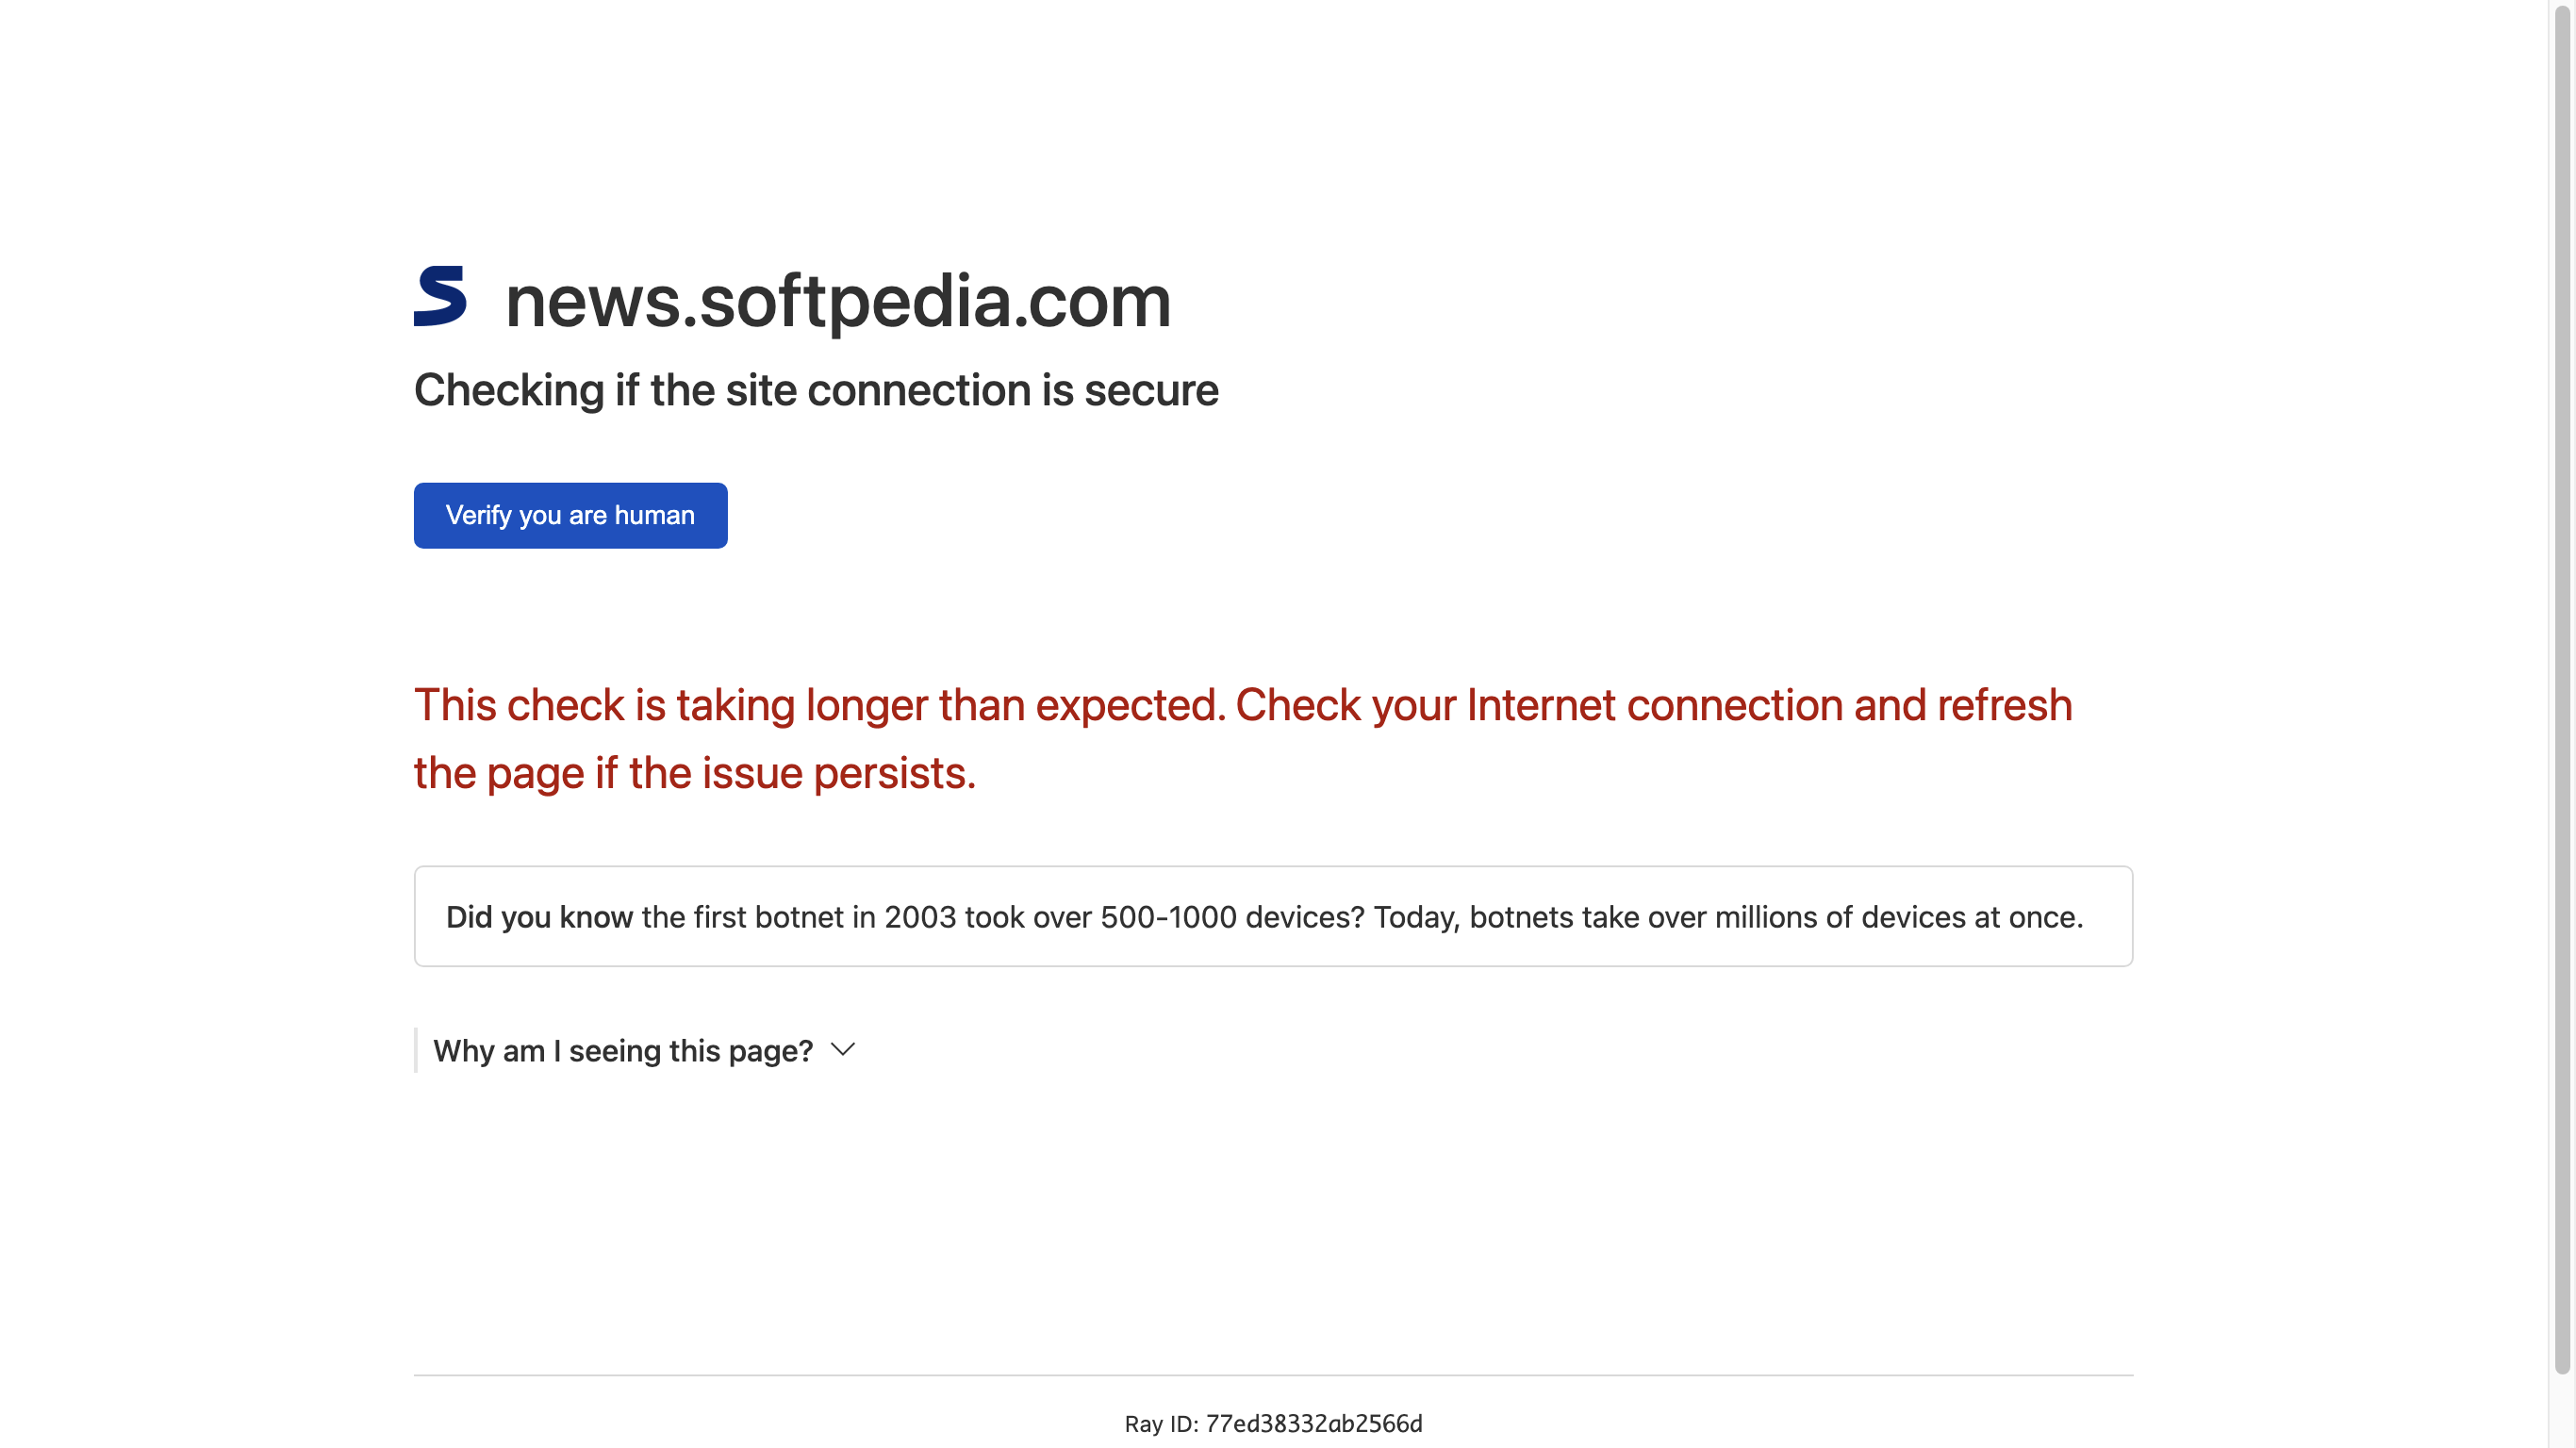 news.softpedia.com
Checking if the site connection is secure
Verify you are human
This check is taking longer than expected. Check your Internet connection and refresh
the page if the issue persists.
Did you know the first botnet in 2003 took over 500-1000 devices? Today, botnets take over millions of devices at once.
Why am I seeing this page?
Ray ID: 77ed38332ab2566d